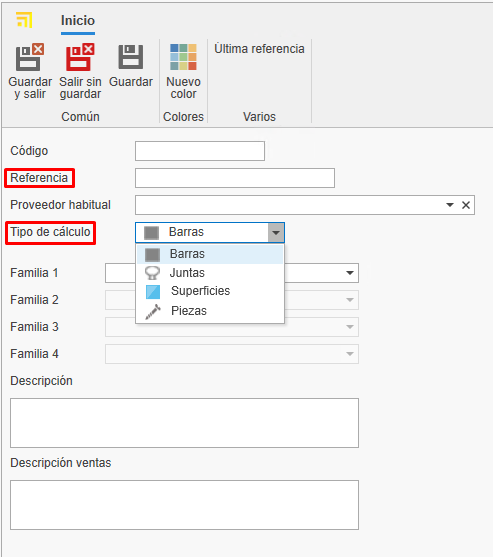 Inicio
Guardar y salir
Salir sin guardar
Guardar
Nuevo color
Última referencia
Común
Colores
Varios
Código
Referencia
Proveedor habitual
Tipo de cálculo
Barras
Barras
Juntas
Superficies
Piezas
Familia 1
Familia 2
Familia 3
Familia 4
Descripción
Descripción ventas